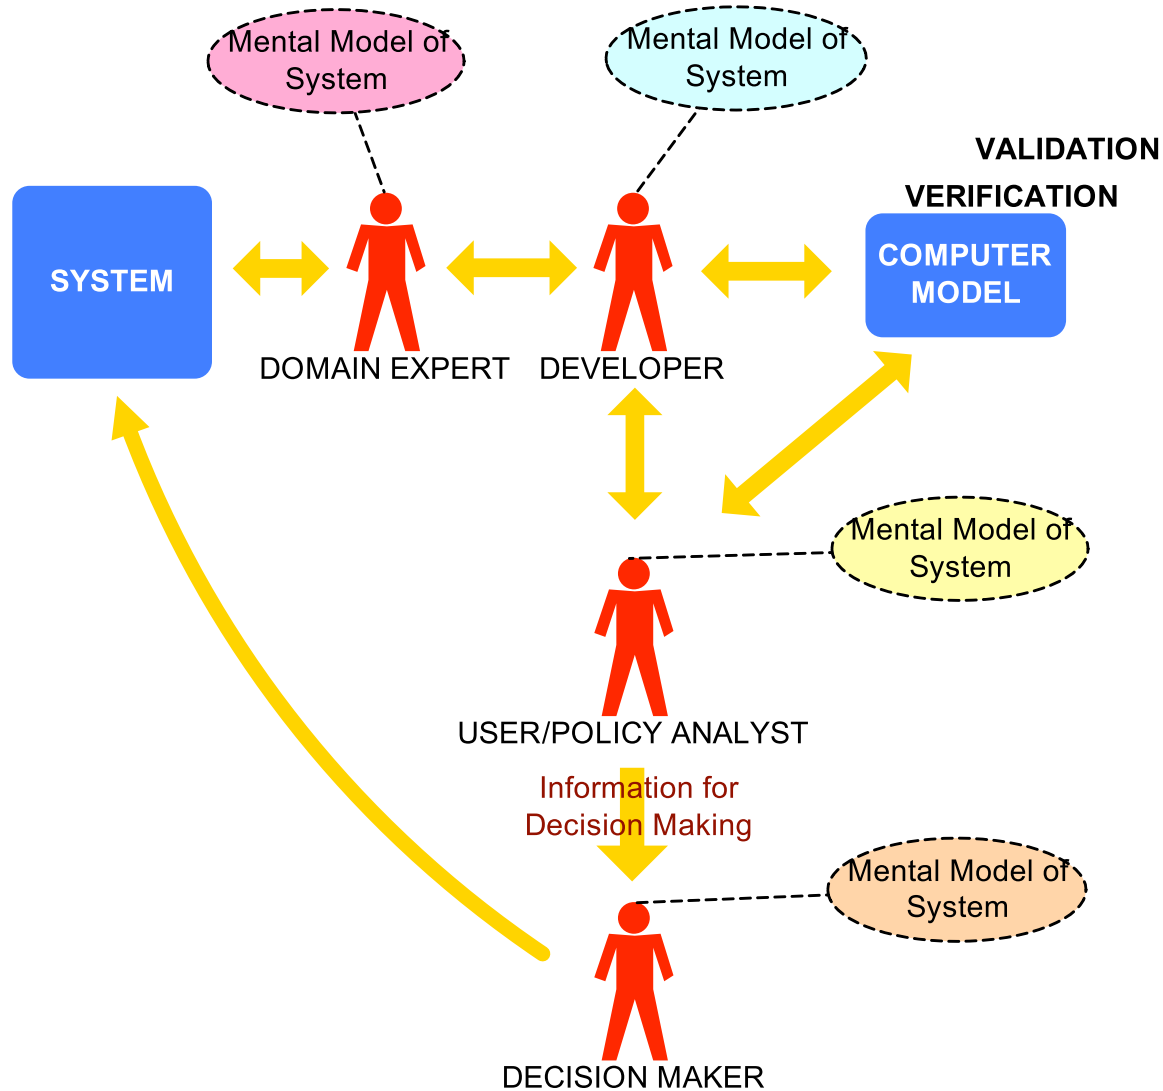 Mental Model of
System
Mental Model of
System
VALIDATION
VERIFICATION
SYSTEM
COMPUTER
MODEL
DOMAIN EXPERT
DEVELOPER
Mental Model of
System
USER/POLICY ANALYST
Information for
Decision Making
Mental Model of
System
DECISION MAKER